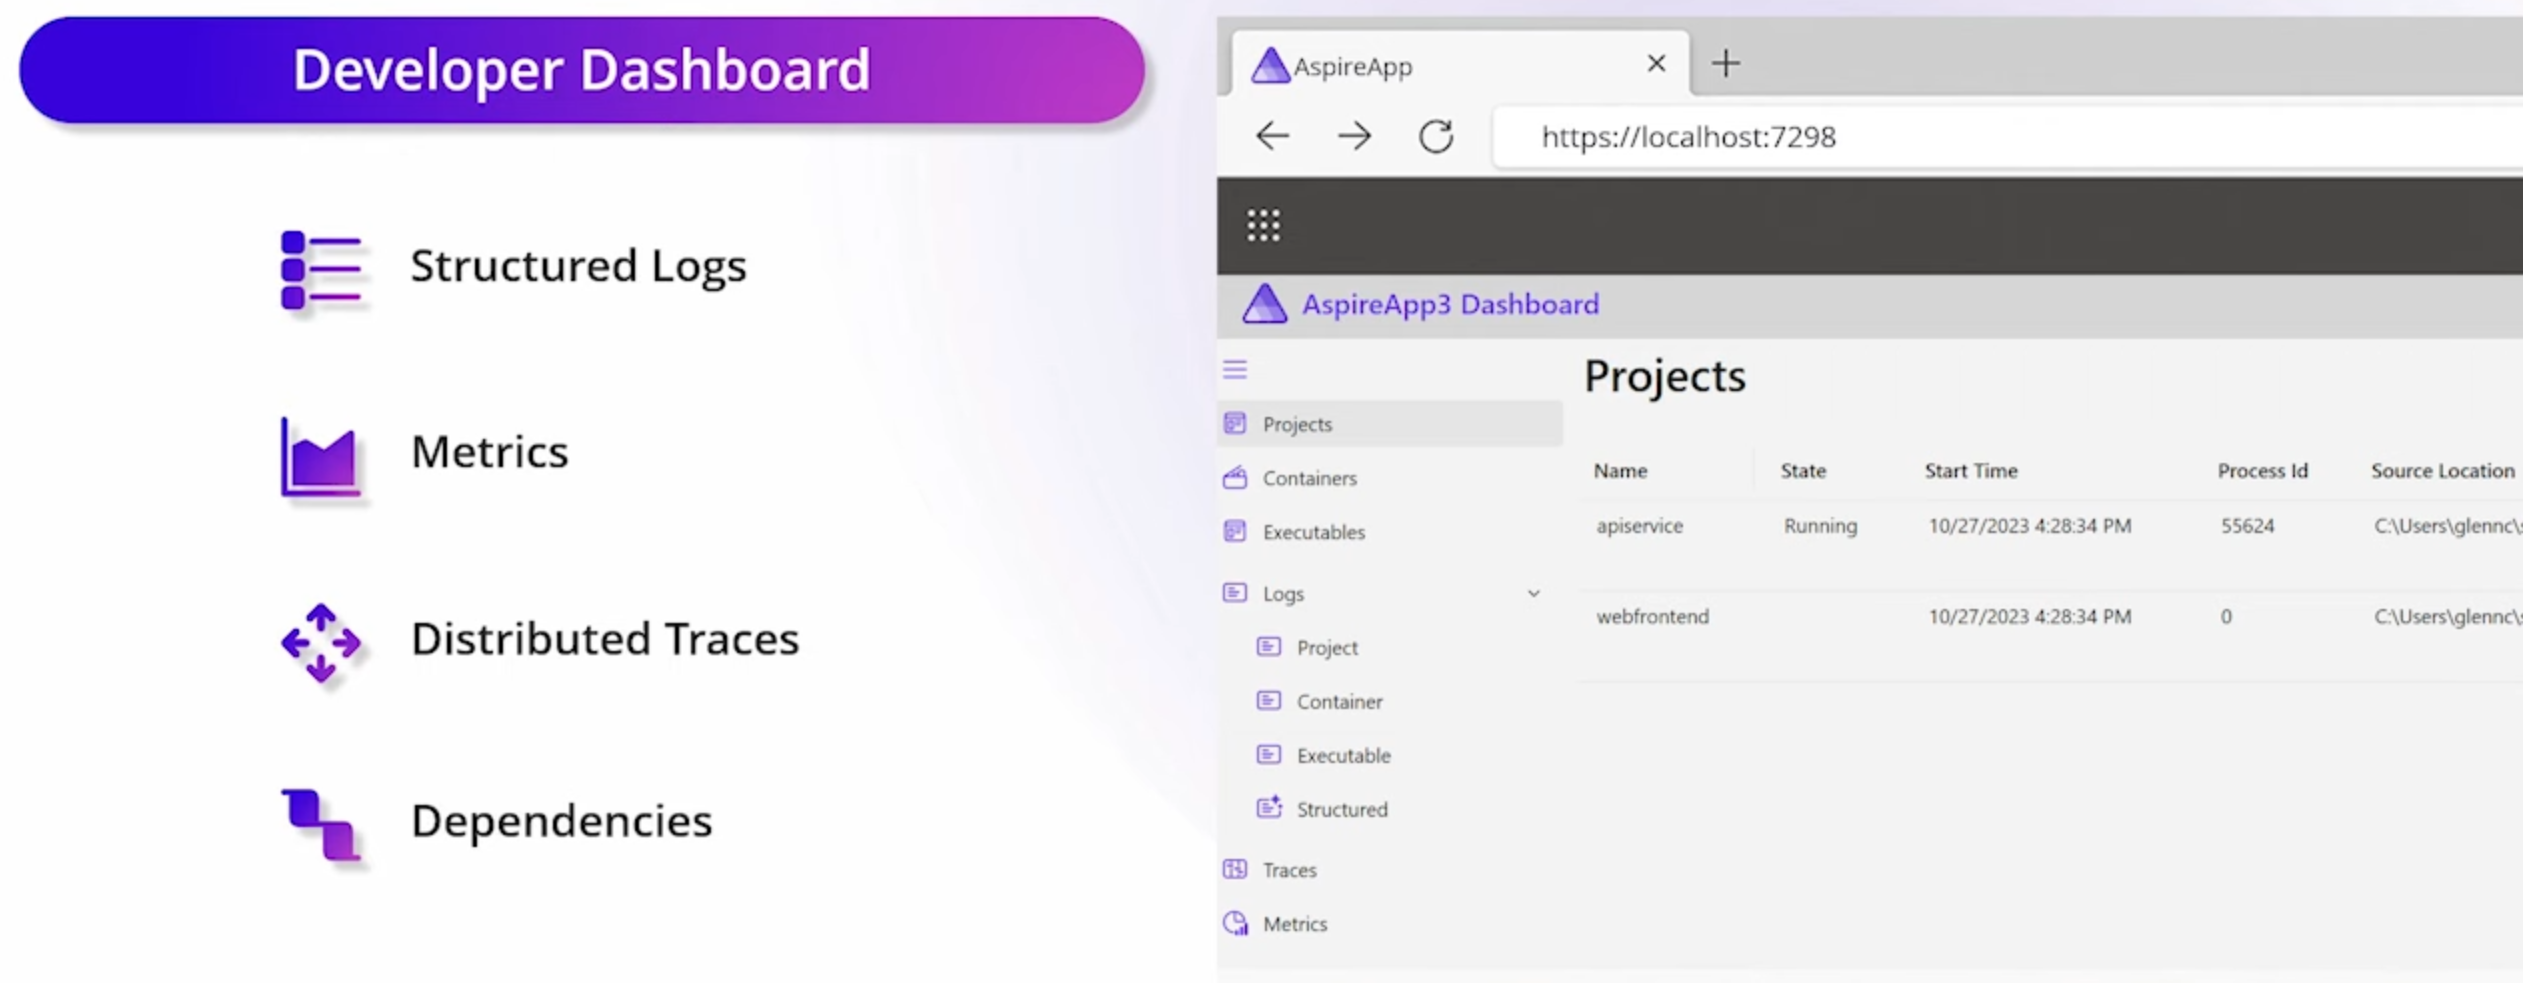 Developer Dashboard
Structured Logs
Metrics
Distributed Traces
Dependencies
AspireApp
https://localhost:7298
AspireApp3 Dashboard
Projects
Containers
Executables
Logs
Project
Container
Executable
Structured
Traces
Metrics
Projects
Name State Start Time Process Id Source Location
apiservice Running 10/27/2023 4:28:34 PM 55624 C:\Users\glennc\
webfrontend 10/27/2023 4:28:34 PM 0 C:\Users\glennc\